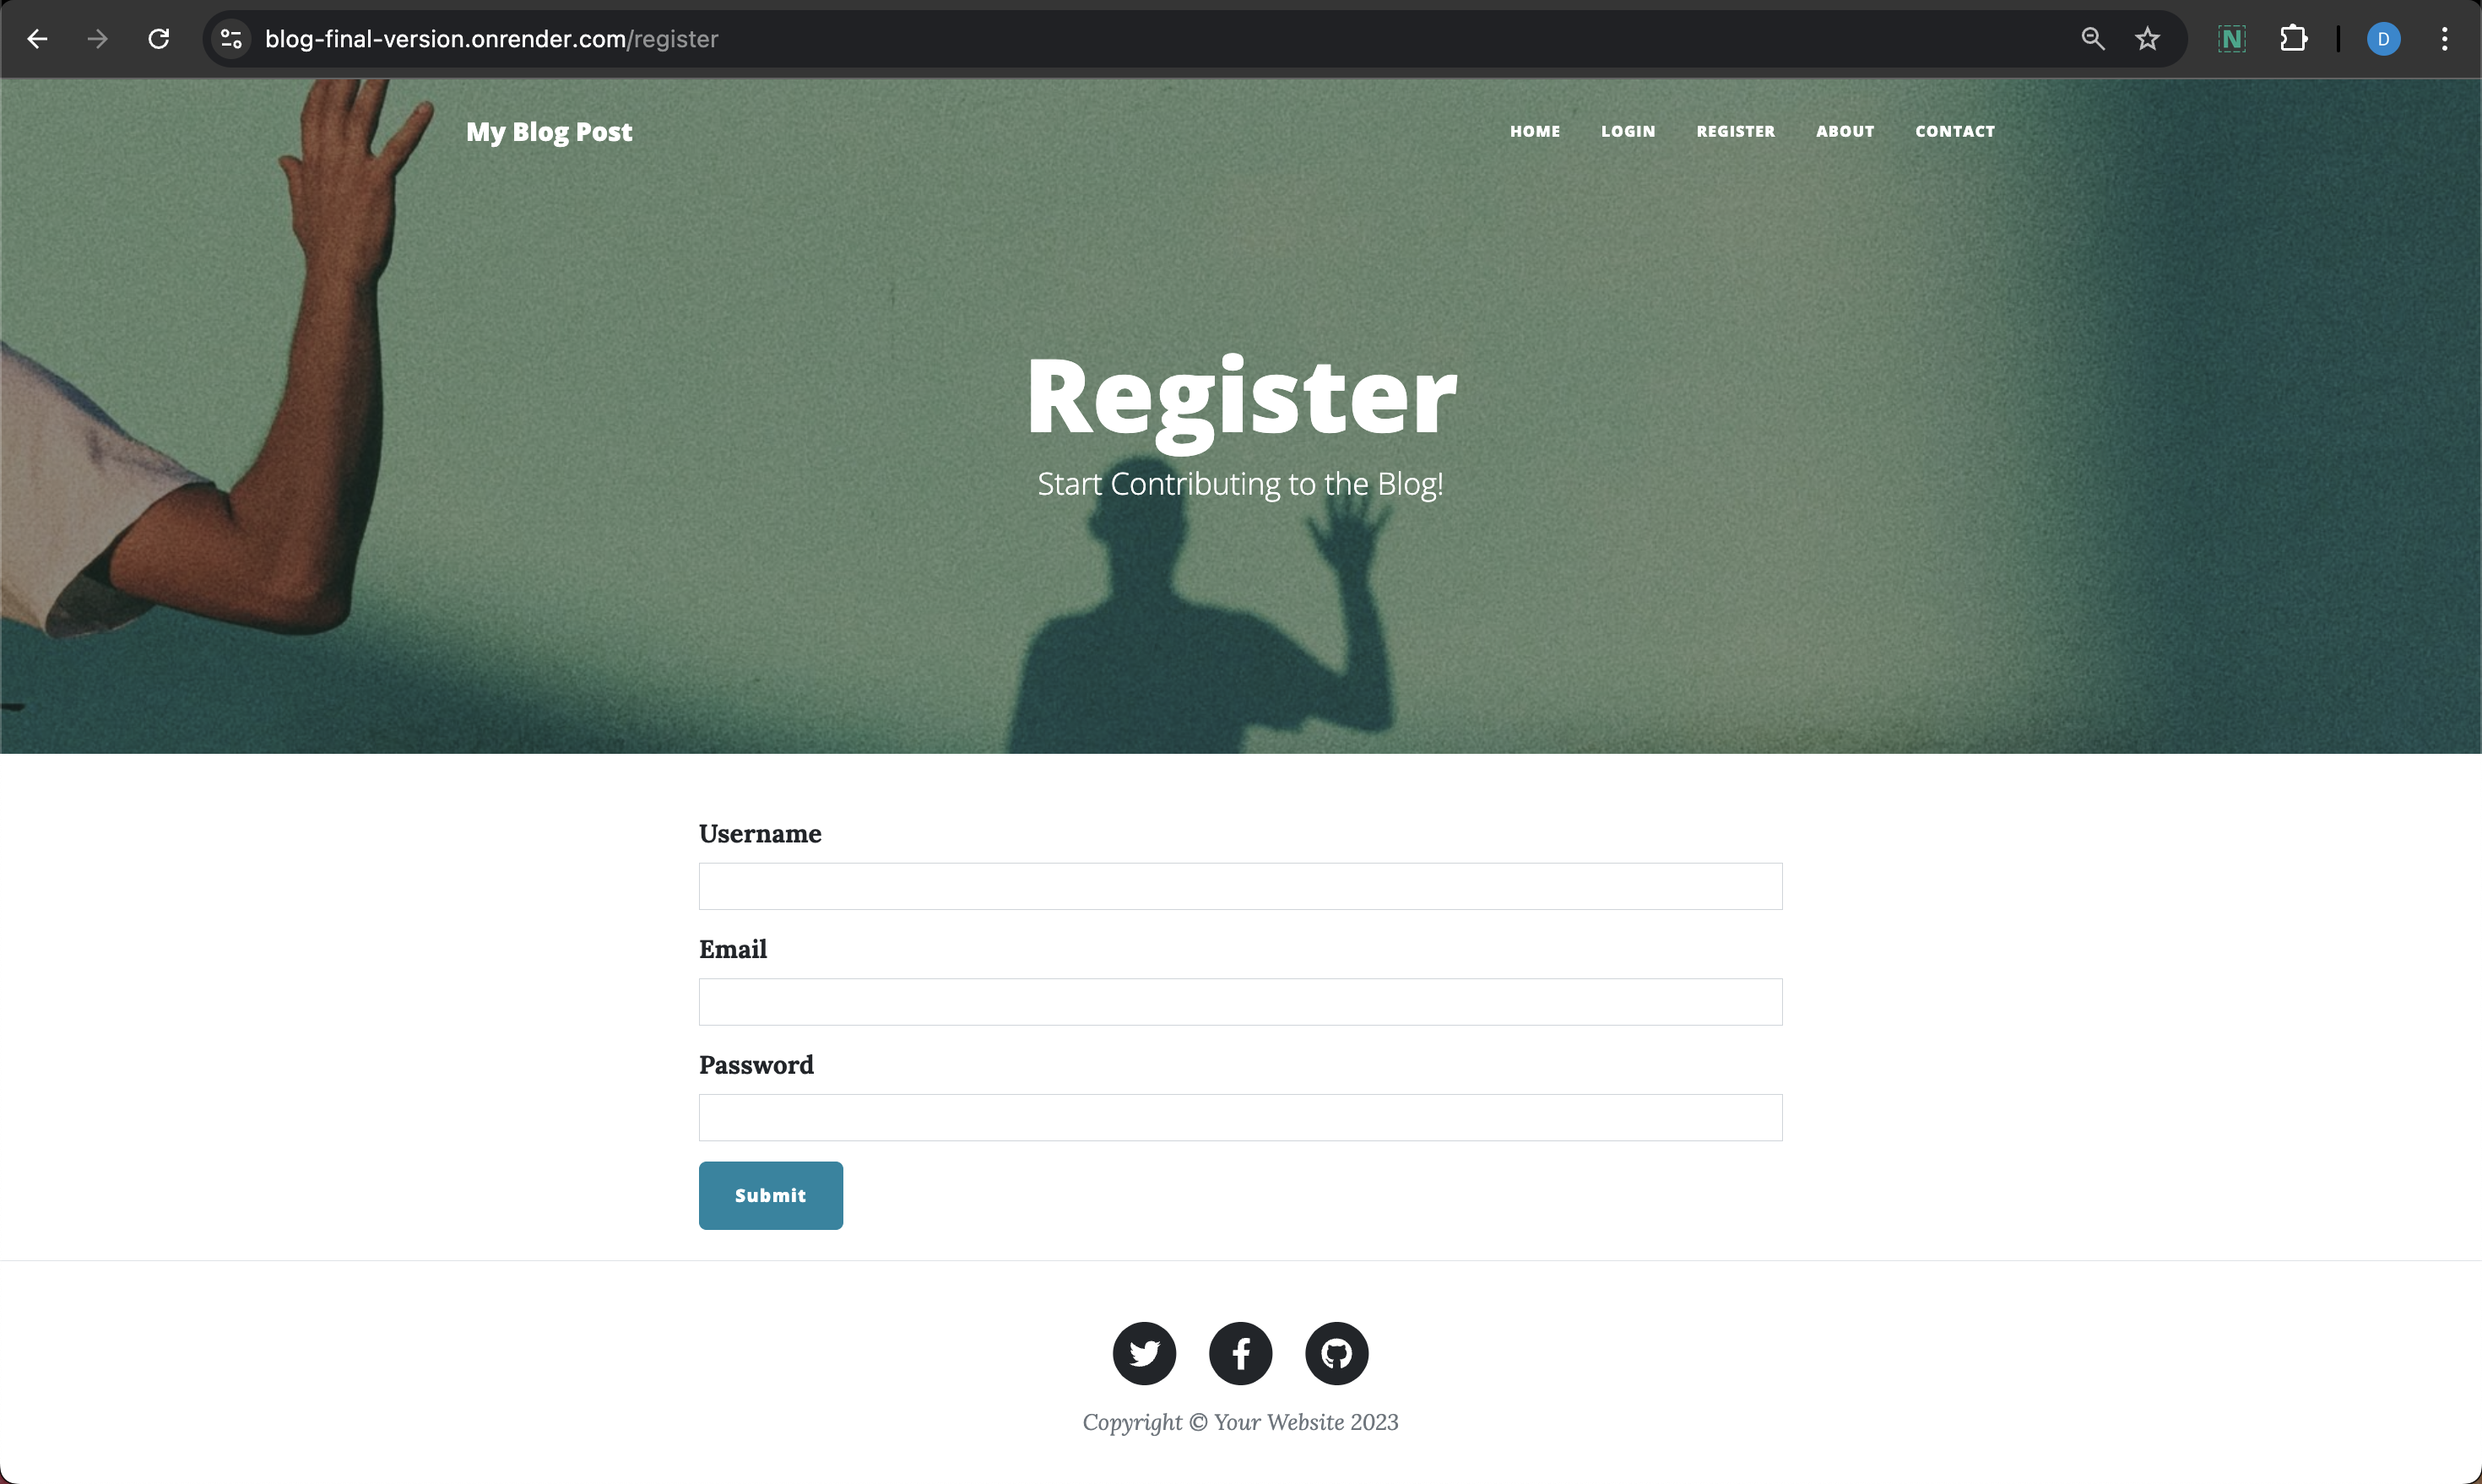 blog-final-version.onrender.com/register
N
D
My Blog Post
HOME LOGIN REGISTER ABOUT CONTACT
Register
Start Contributing to the Blog!
Username
Email
Password
Submit
Copyright © Your Website 2023